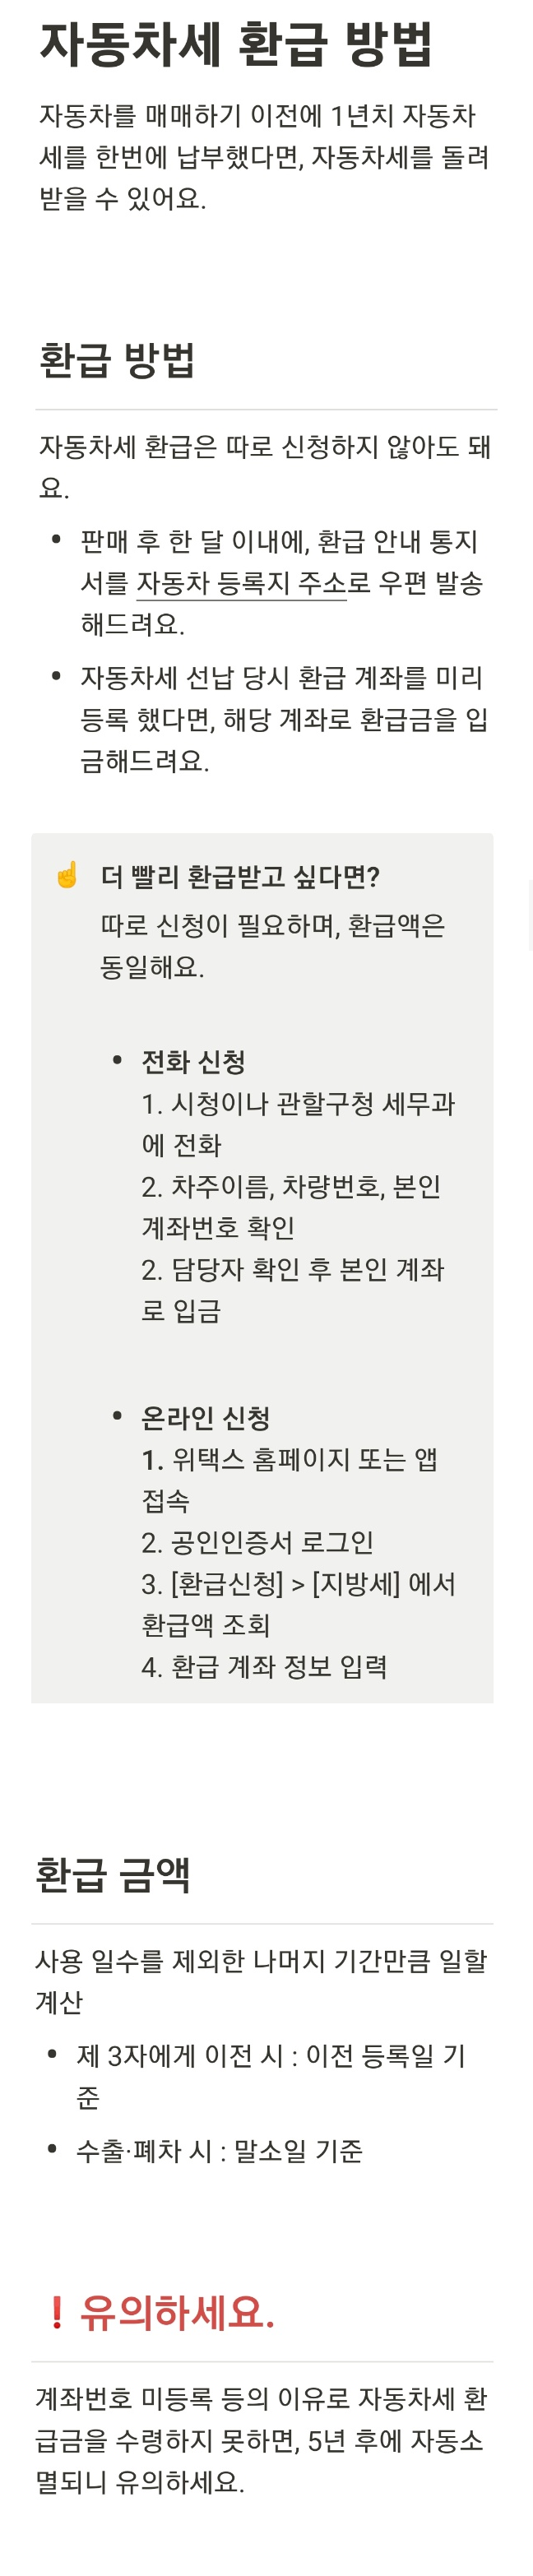 자동차세 환급 방법
자동차를 매매하기 이전에 1년치 자동차
세를 한번에 납부했다면, 자동차세를 돌려
받을 수 있어요.
환급 방법
자동차세 환급은 따로 신청하지 않아도 돼
요.
• 판매 후 한 달 이내에, 환급 안내 통지
서를 자동차 등록지 주소로 우편 발송
해드려요.
• 자동차세 선납 당시 환급 계좌를 미리
등록 했다면, 해당 계좌로 환급금을 입
금해드려요.
☝️ 더 빨리 환급받고 싶다면?
따로 신청이 필요하며, 환급액은
동일해요.
• 전화 신청
1. 시청이나 관할구청 세무과
에 전화
2. 차주이름, 차량번호, 본인
계좌번호 확인
2. 담당자 확인 후 본인 계좌
로 입금
• 온라인 신청
1. 위택스 홈페이지 또는 앱
접속
2. 공인인증서 로그인
3. [환급신청] > [지방세] 에서
환급액 조회
4. 환급 계좌 정보 입력
환급 금액
사용 일수를 제외한 나머지 기간만큼 일할
계산
• 제 3자에게 이전 시 : 이전 등록일 기
준
• 수출·폐차 시 : 말소일 기준
❗유의하세요.
계좌번호 미등록 등의 이유로 자동차세 환
급금을 수령하지 못하면, 5년 후에 자동소
멸되니 유의하세요.